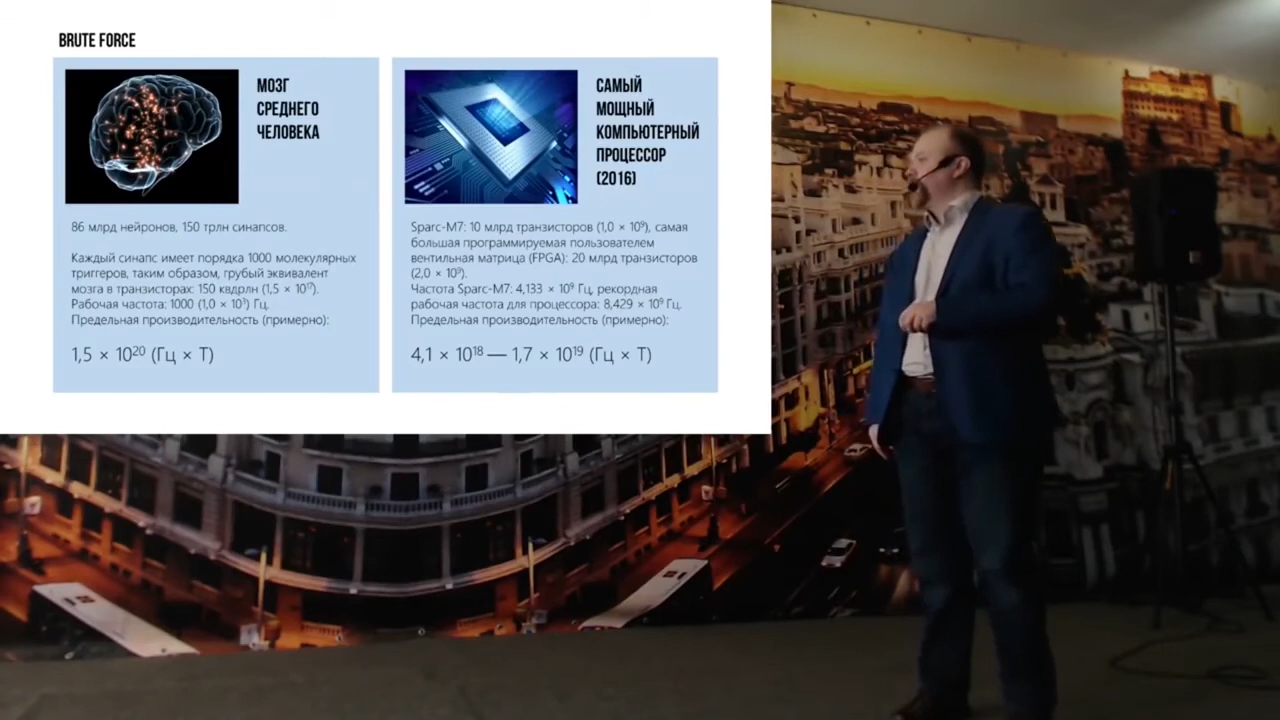 BRUTE FORCE
МОЗГ
СРЕДНЕГО
ЧЕЛОВЕКА
86 млрд нейронов, 150 трлн синапсов.
Каждый синапс имеет порядка 1000 молекулярных
триггеров, таким образом, грубый эквивалент
мозга в транзисторах: 150 квдрлн (1,5 × 10¹⁷).
Рабочая частота: 1000 (1,0 × 10³) Гц.
Предельная производительность (примерно):
1,5 × 10²⁰ (Гц × Т)
САМЫЙ
МОЩНЫЙ
КОМПЬЮТЕРНЫЙ
ПРОЦЕССОР
(2016)
Sparc-M7: 10 млрд транзисторов (1,0 × 10⁹), самая
большая программируемая пользователем
вентильная матрица (FPGA): 20 млрд транзисторов
(2,0 × 10⁹).
Частота Sparc-M7: 4,133 × 10⁹ Гц, рекордная
рабочая частота для процессора: 8,429 × 10⁹ Гц.
Предельная производительность (примерно):
4,1 × 10¹⁸ — 1,7 × 10¹⁹ (Гц × Т)